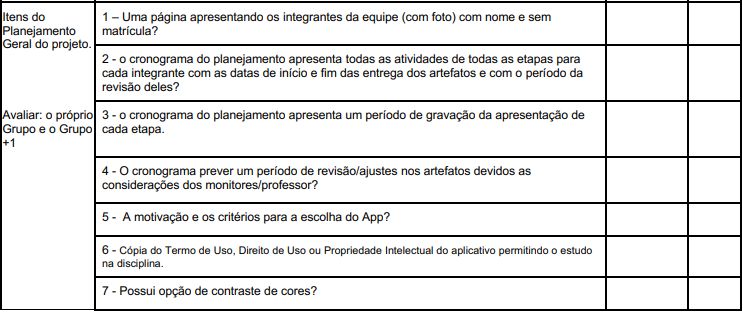 Itens do
Planejamento
Geral do projeto.
Avaliar: o próprio
Grupo e o Grupo
+1
1 – Uma página apresentando os integrantes da equipe (com foto) com nome e sem
matrícula?
2 - o cronograma do planejamento apresenta todas as atividades de todas as etapas para
cada integrante com as datas de início e fim das entrega dos artefatos e com o período da
revisão deles?
3 - o cronograma do planejamento apresenta um período de gravação da apresentação de
cada etapa.
4 - O cronograma prever um período de revisão/ajustes nos artefatos devidos as
considerações dos monitores/professor?
5 -  A motivação e os critérios para a escolha do App?
6 - Cópia do Termo de Uso, Direito de Uso ou Propriedade Intelectual do aplicativo permitindo o estudo
na disciplina.
7 - Possui opção de contraste de cores?